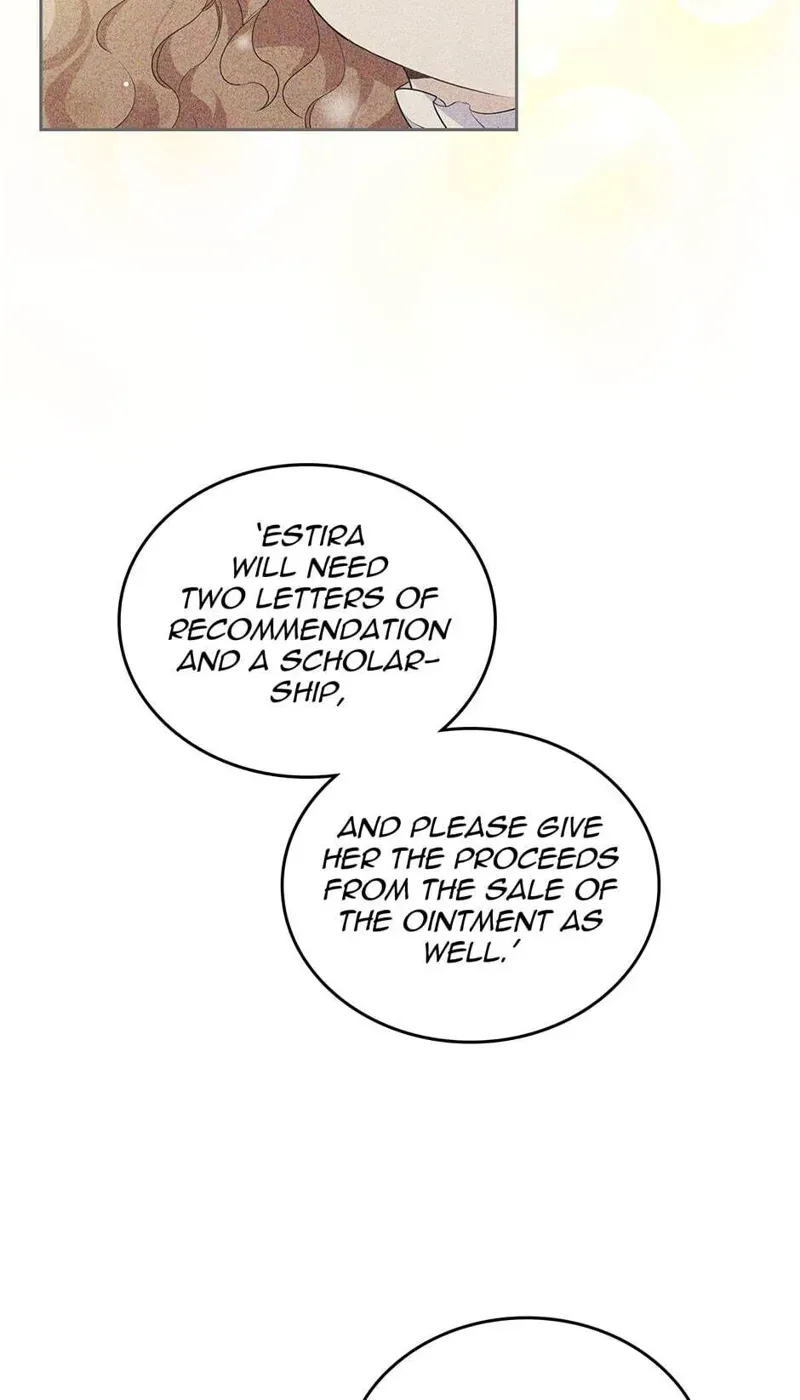 'ESTIRA
WILL NEED
TWO LETTERS OF
RECOMMENDATION
AND A SCHOLAR-
SHIP,
AND PLEASE GIVE
HER THE PROCEEDS
FROM THE SALE OF
THE OINTMENT AS
WELL.'